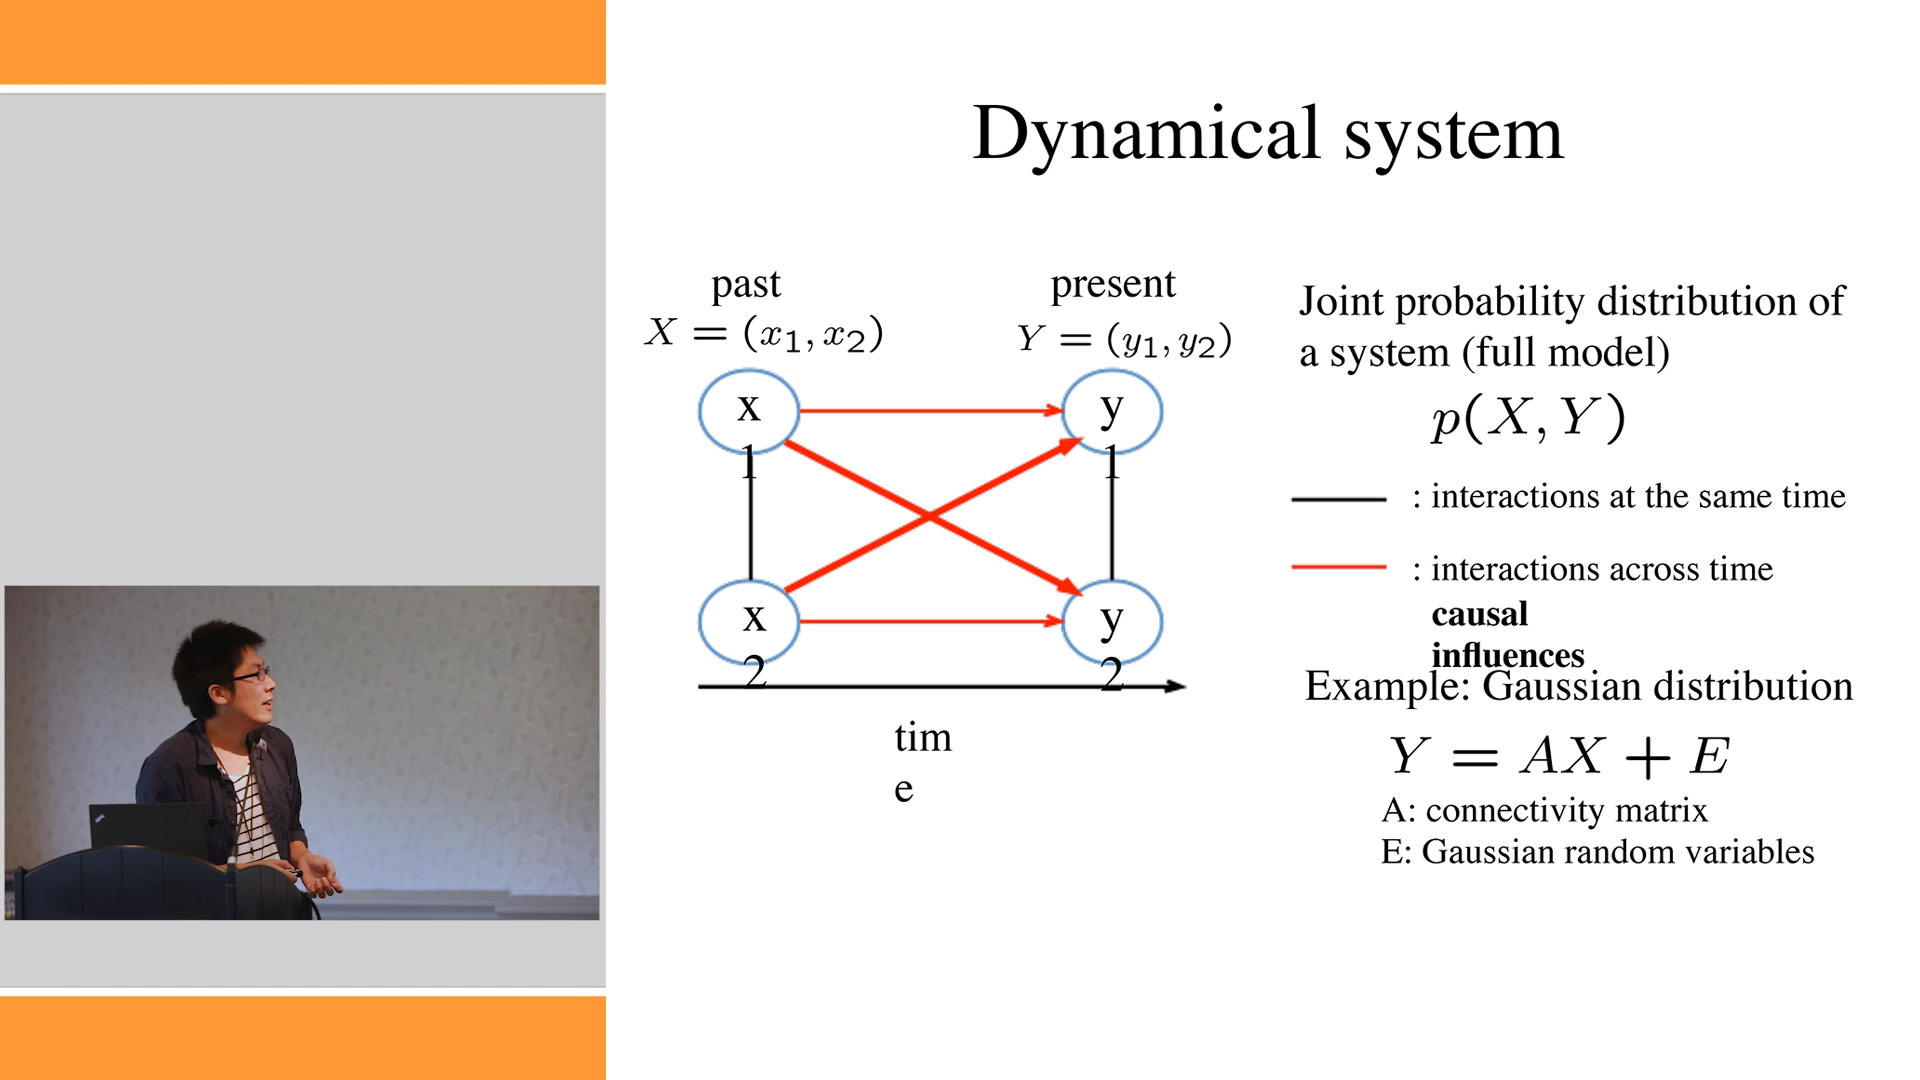 Dynamical system
past
X = (x₁, x₂)
present
Y = (y₁, y₂)
x
1
y
1
x
2
y
2
tim
e
Joint probability distribution of
a system (full model)
p(X, Y)
: interactions at the same time
: interactions across time
causal
influences
Example: Gaussian distribution
Y = AX + E
A: connectivity matrix
E: Gaussian random variables